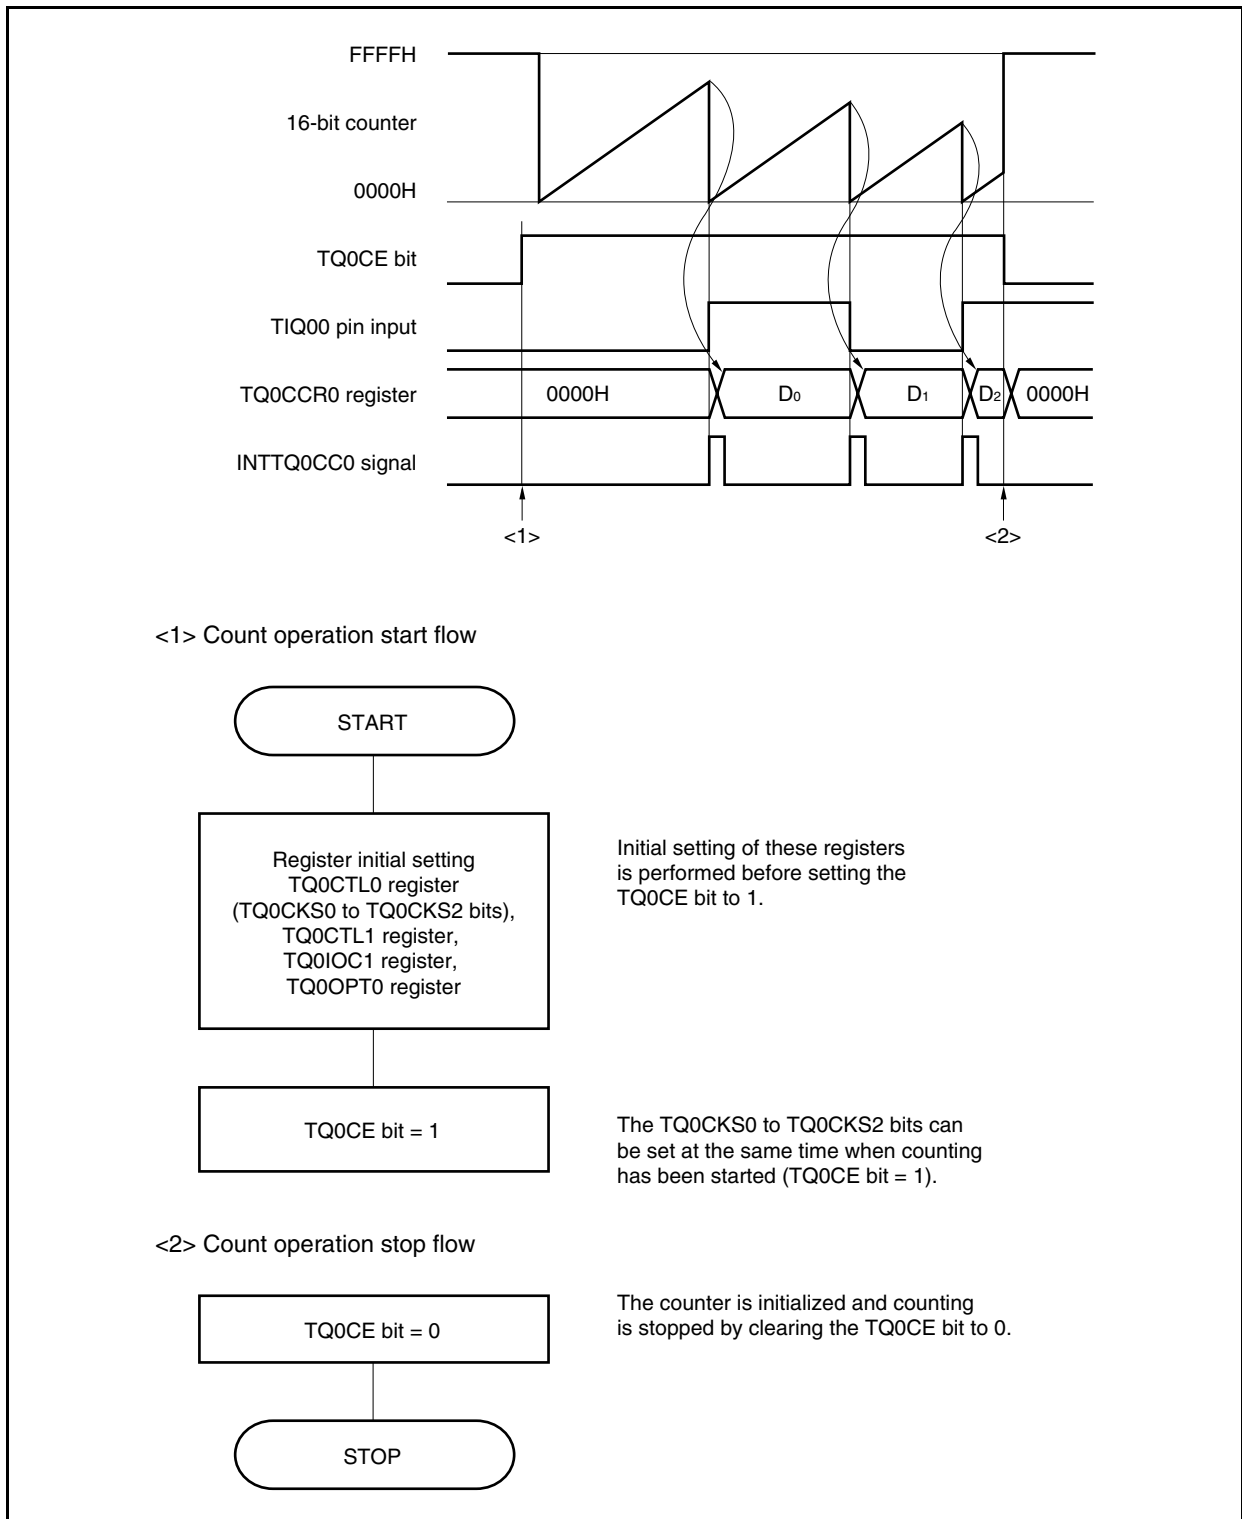 FFFFH
16-bit counter
0000H
TQ0CE bit
TIQ00 pin input
TQ0CCR0 register 0000H D0 D1 D2 0000H
INTTQ0CC0 signal
<1> <2>
<1> Count operation start flow
START
Register initial setting
TQ0CTL0 register
(TQ0CKS0 to TQ0CKS2 bits),
TQ0CTL1 register,
TQ0IOC1 register,
TQ0OPT0 register
Initial setting of these registers
is performed before setting the
TQ0CE bit to 1.
TQ0CE bit = 1
The TQ0CKS0 to TQ0CKS2 bits can
be set at the same time when counting
has been started (TQ0CE bit = 1).
<2> Count operation stop flow
TQ0CE bit = 0
The counter is initialized and counting
is stopped by clearing the TQ0CE bit to 0.
STOP